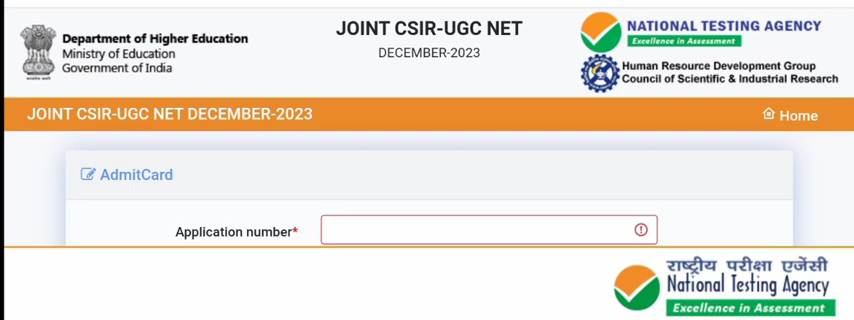 Department of Higher Education
Ministry of Education
Government of India
JOINT CSIR-UGC NET
DECEMBER-2023
NATIONAL TESTING AGENCY
Excellence in Assessment
Human Resource Development Group
Council of Scientific & Industrial Research
JOINT CSIR-UGC NET DECEMBER-2023
Home
AdmitCard
Application number*
राष्ट्रीय परीक्षा एजेंसी
National Testing Agency
Excellence in Assessment